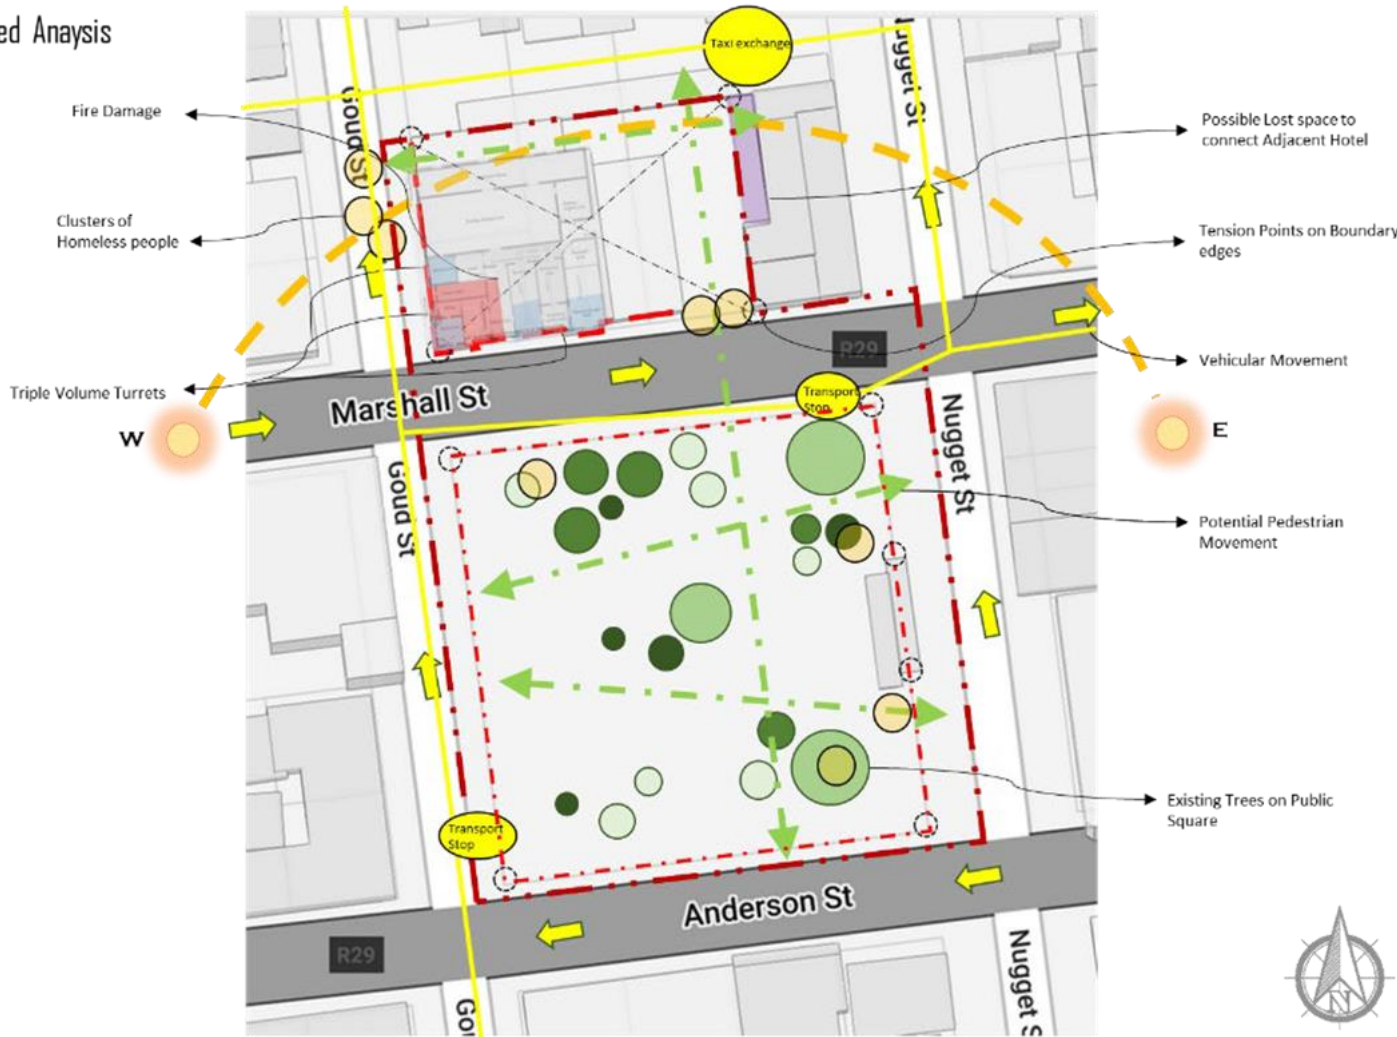 ed Anaysis
Taxi exchange
Goud St
Nugget St
Fire Damage
Possible Lost space to
connect Adjacent Hotel
Clusters of
Homeless people
Tension Points on Boundary
edges
R29
Vehicular Movement
Triple Volume Turrets
Marshall St
Transport
Stop
W
E
Goud St
Nugget St
Potential Pedestrian
Movement
Existing Trees on Public
Square
Transport
Stop
Anderson St
R29
Nugget S
Gou
N